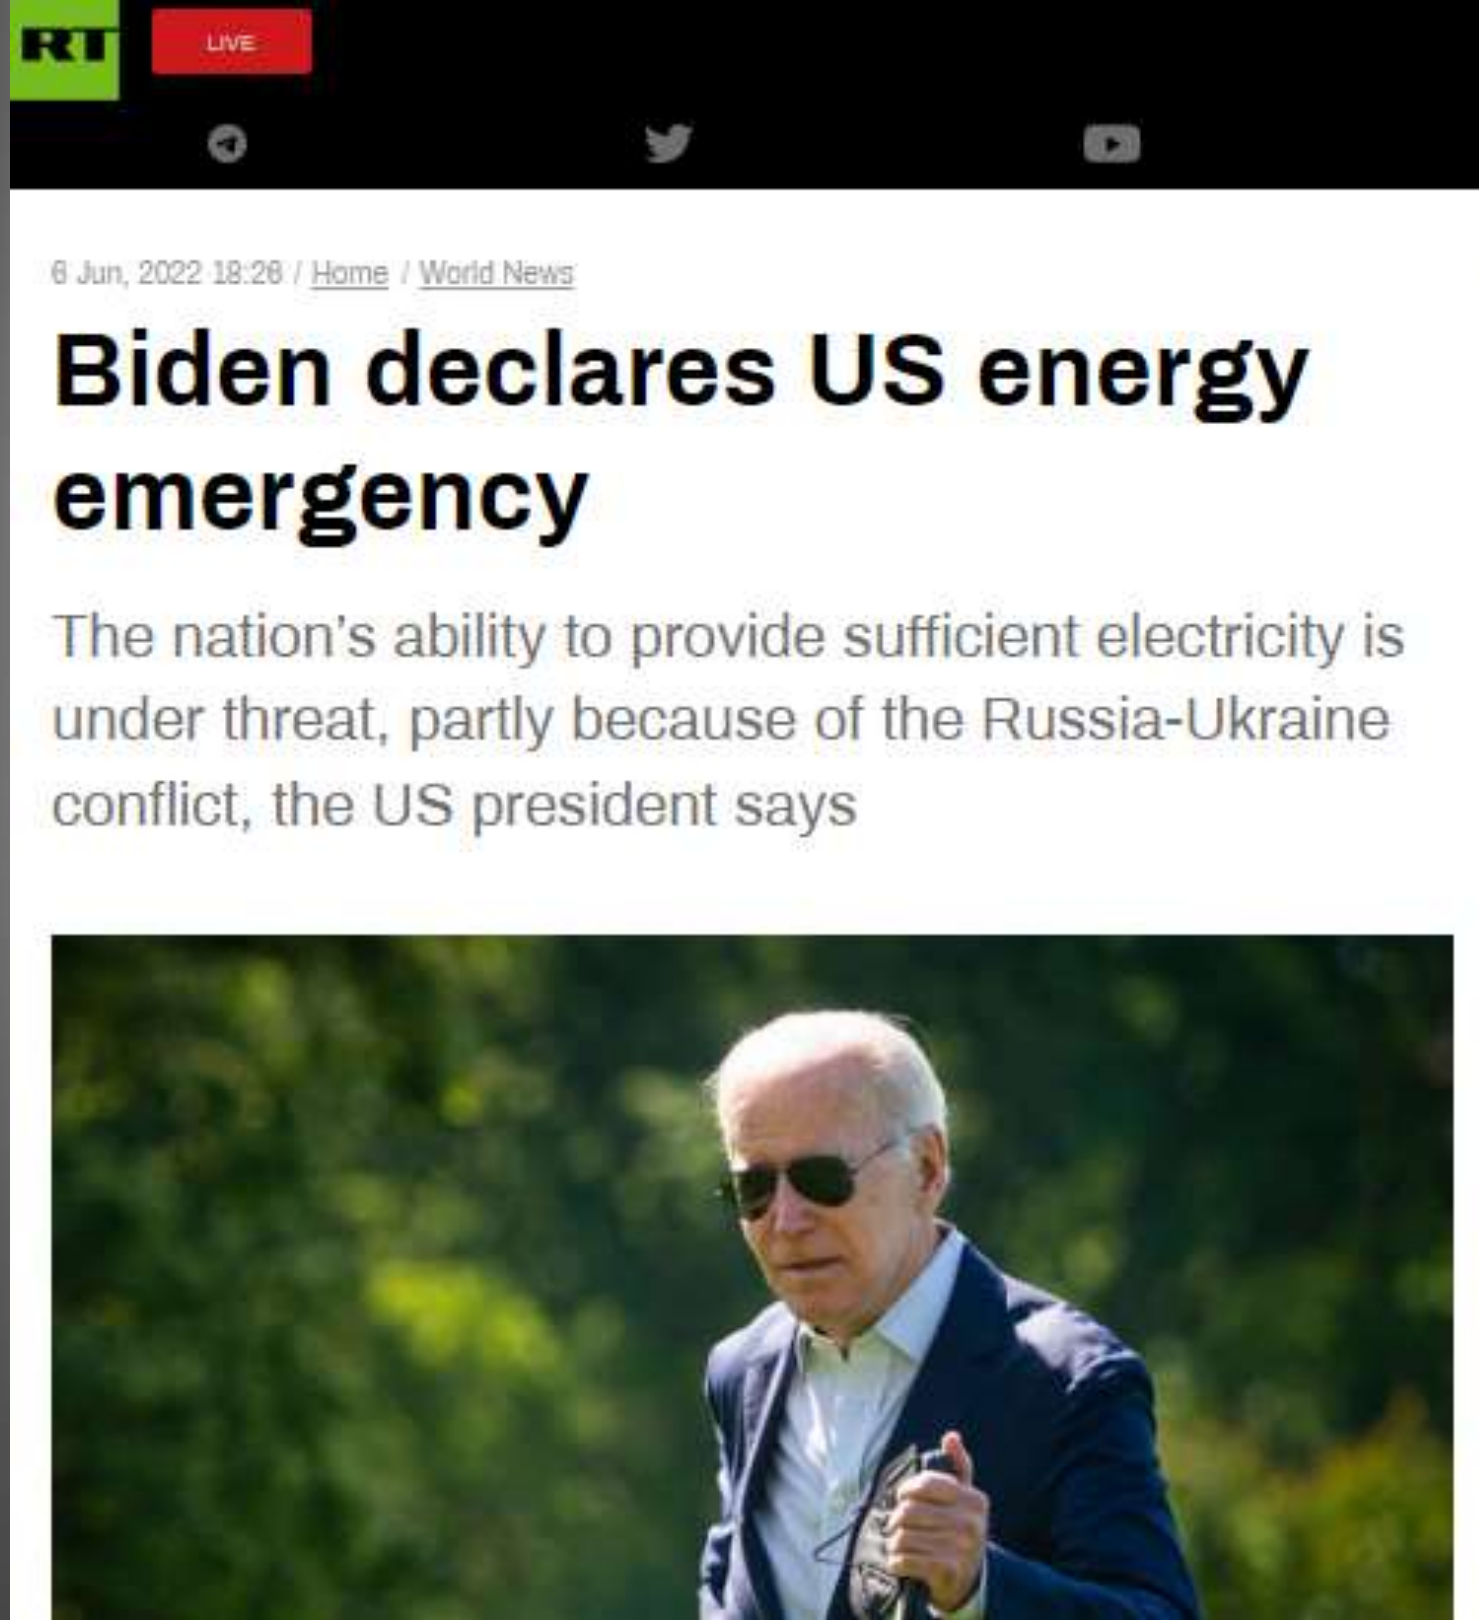 RT
LIVE
6 Jun, 2022 18:26 / Home / World News
Biden declares US energy
emergency
The nation's ability to provide sufficient electricity is
under threat, partly because of the Russia-Ukraine
conflict, the US president says